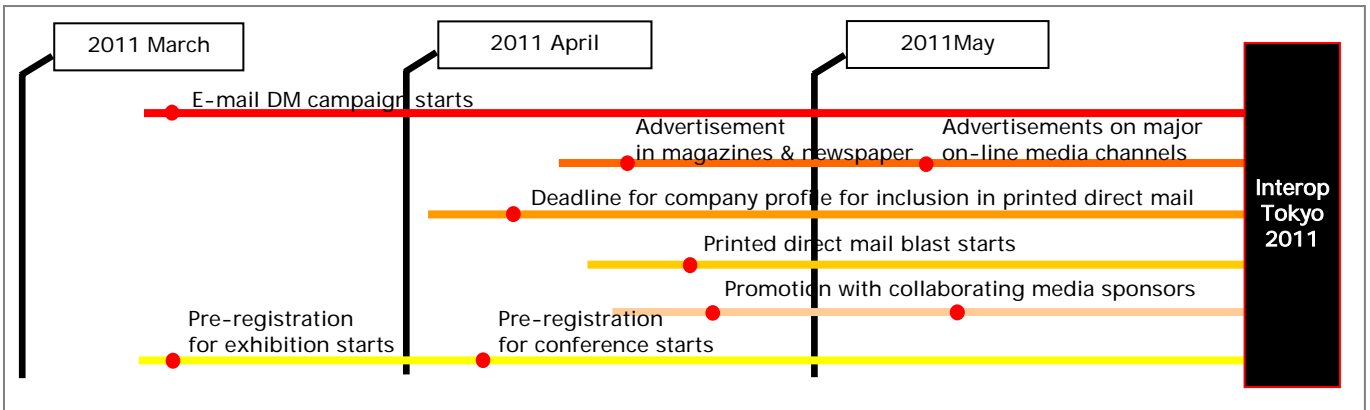 2011 March
2011 April
2011May
E-mail DM campaign starts
Advertisement
in magazines & newspaper
Advertisements on major
on-line media channels
Deadline for company profile for inclusion in printed direct mail
Printed direct mail blast starts
Promotion with collaborating media sponsors
Pre-registration
for exhibition starts
Pre-registration
for conference starts
Interop
Tokyo
2011